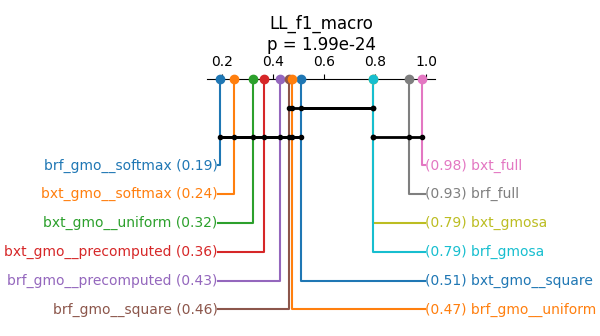 LL_f1_macro
p = 1.99e-24
0.2 0.4 0.6 0.8 1.0
brf_gmo__softmax (0.19) (0.98) bxt_full
bxt_gmo__softmax (0.24) (0.93) brf_full
bxt_gmo__uniform (0.32) (0.79) bxt_gmosa
bxt_gmo__precomputed (0.36) (0.79) brf_gmosa
brf_gmo__precomputed (0.43) (0.51) bxt_gmo__square
brf_gmo__square (0.46) (0.47) brf_gmo__uniform